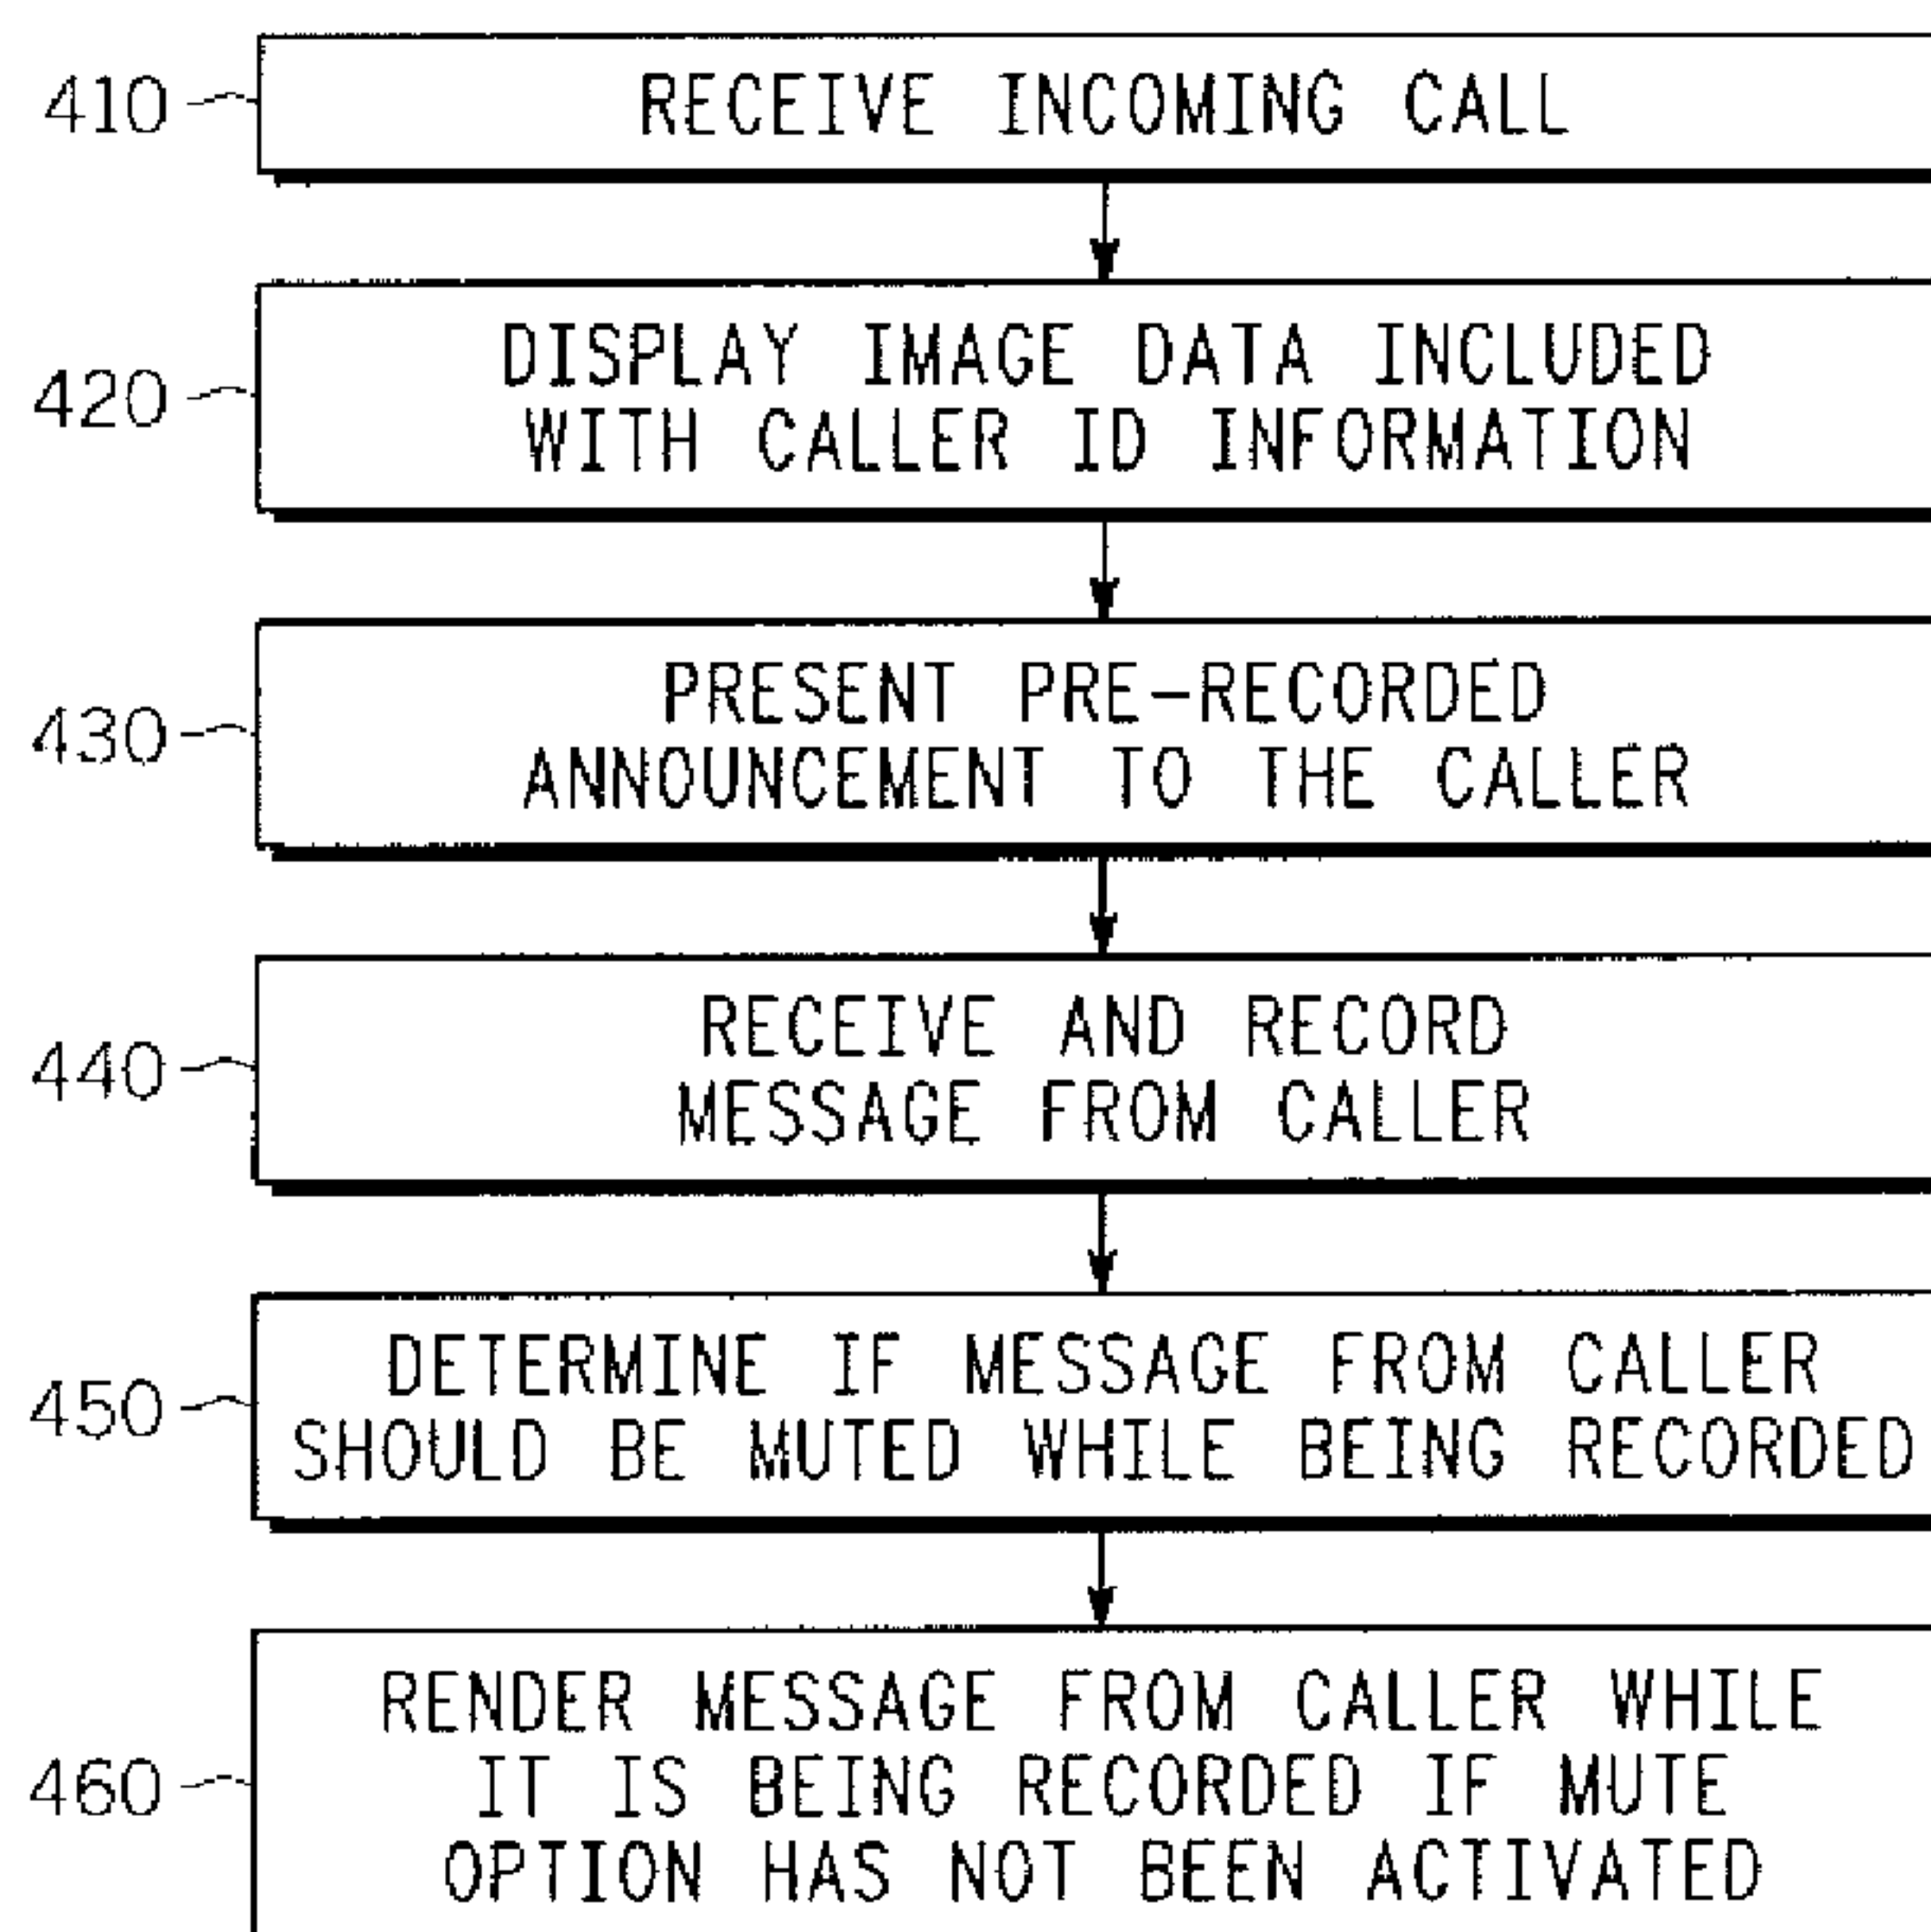 410 RECEIVE INCOMING CALL
420 DISPLAY IMAGE DATA INCLUDED
WITH CALLER ID INFORMATION
430 PRESENT PRE-RECORDED
ANNOUNCEMENT TO THE CALLER
440 RECEIVE AND RECORD
MESSAGE FROM CALLER
450 DETERMINE IF MESSAGE FROM CALLER
SHOULD BE MUTED WHILE BEING RECORDED
460 RENDER MESSAGE FROM CALLER WHILE
IT IS BEING RECORDED IF MUTE
OPTION HAS NOT BEEN ACTIVATED